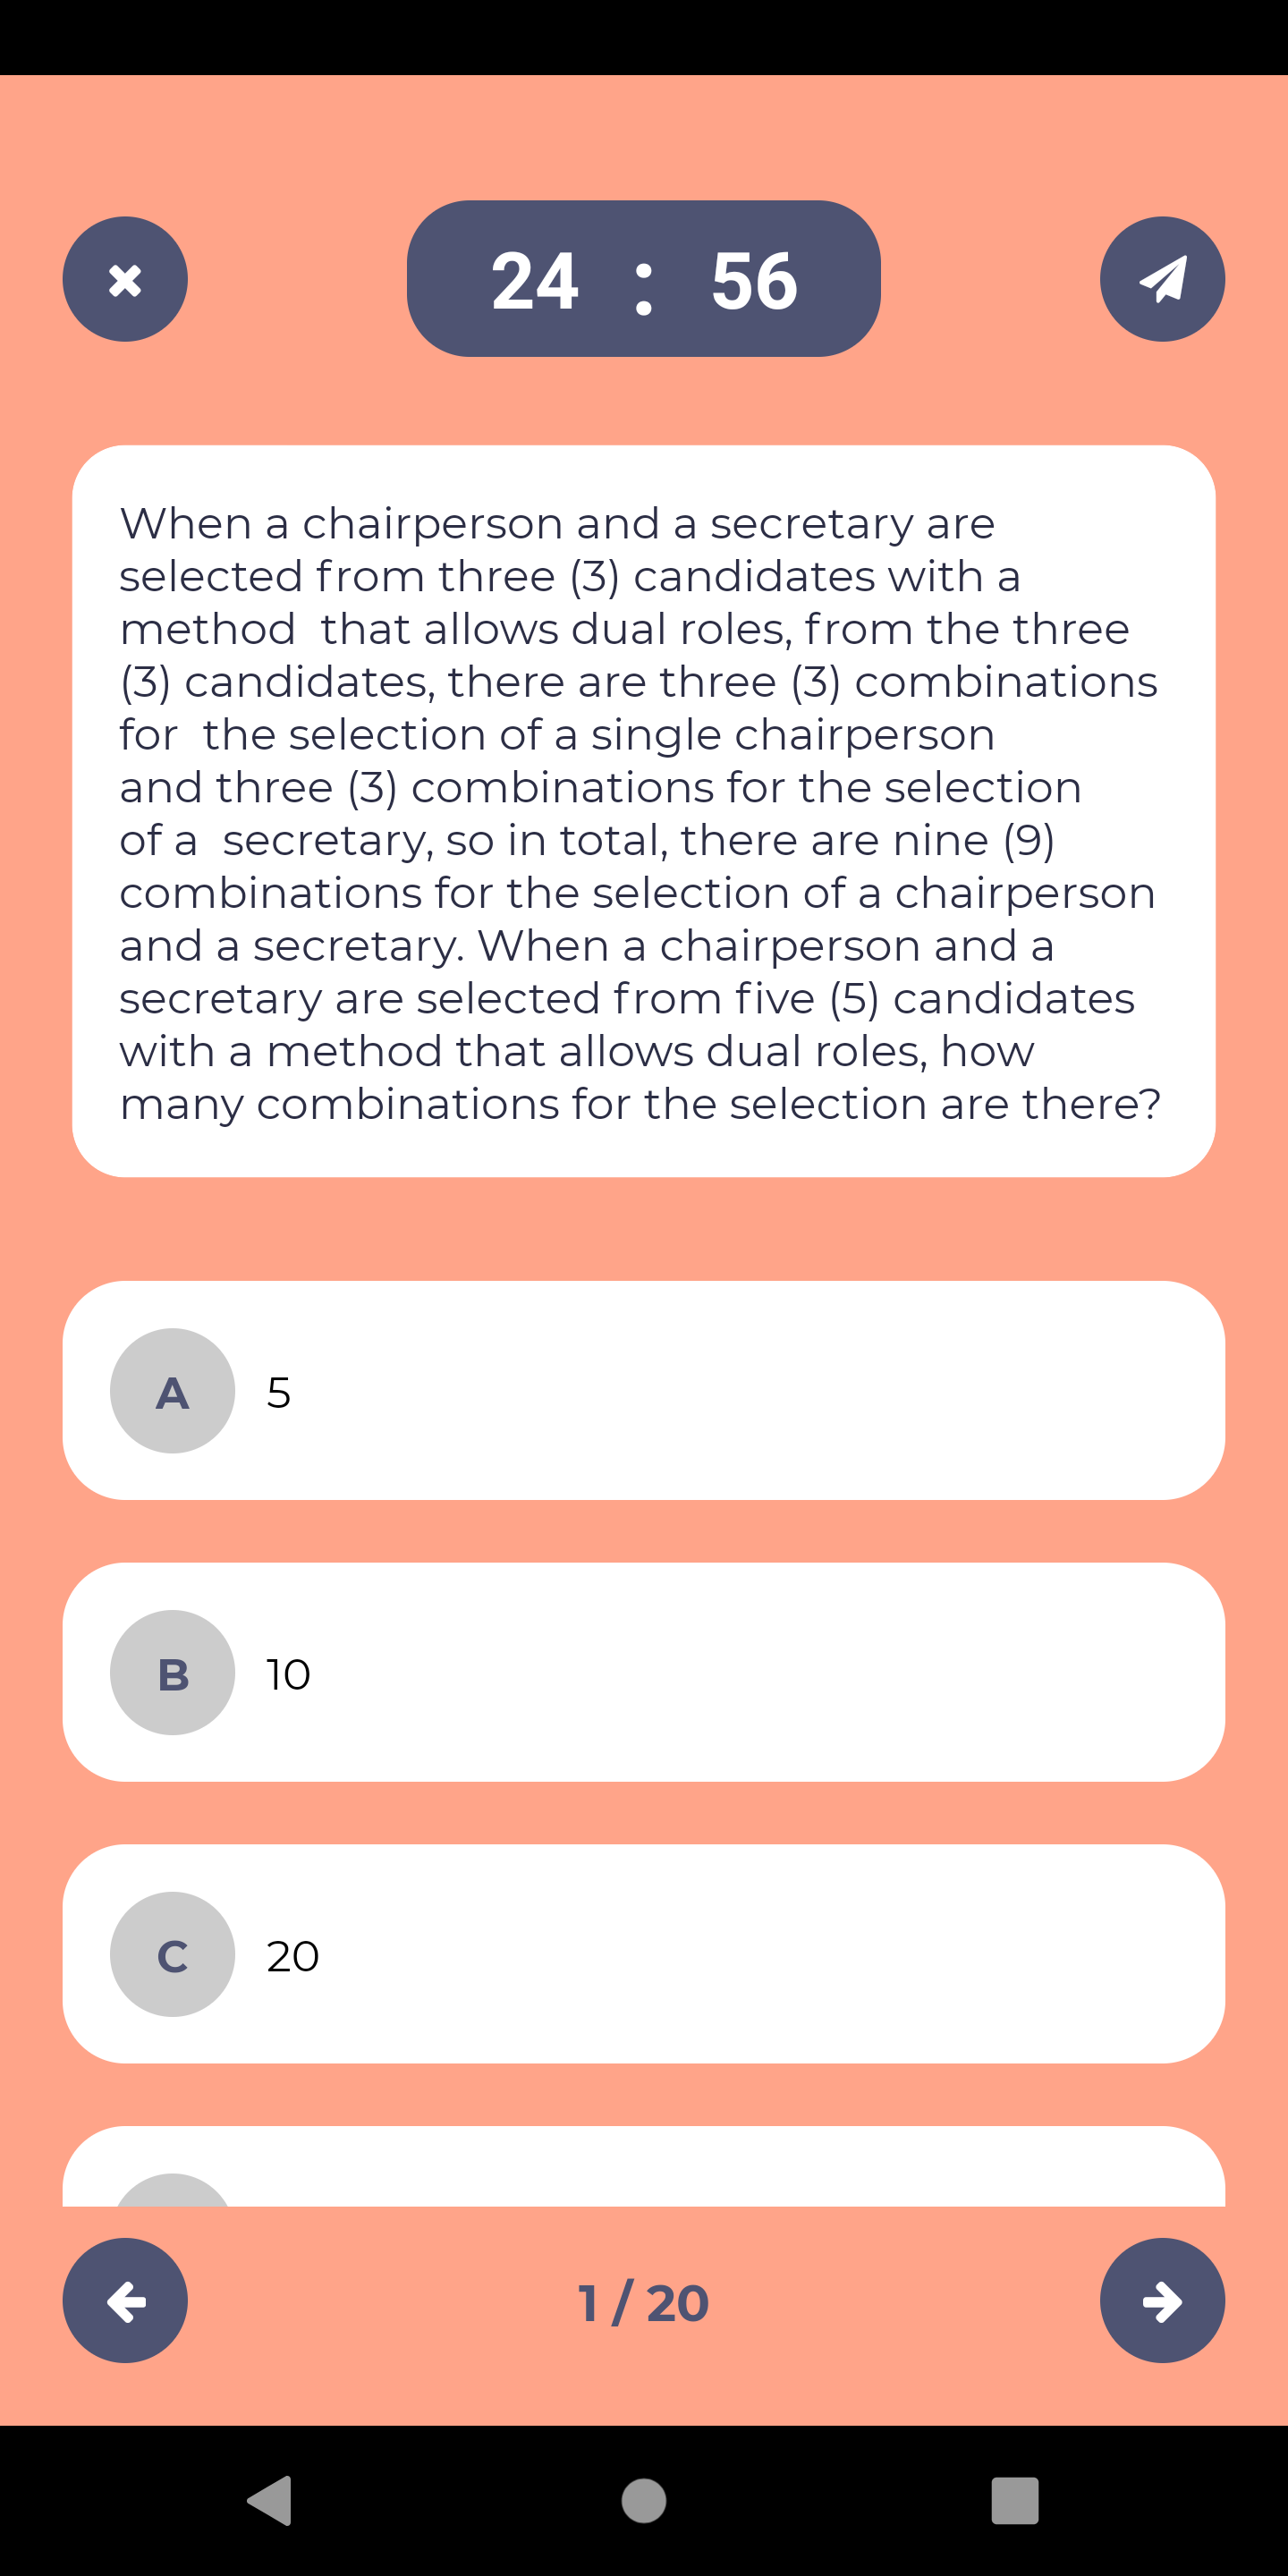 24 : 56
When a chairperson and a secretary are
selected from three (3) candidates with a
method  that allows dual roles, from the three
(3) candidates, there are three (3) combinations
for  the selection of a single chairperson
and three (3) combinations for the selection
of a  secretary, so in total, there are nine (9)
combinations for the selection of a chairperson
and a secretary. When a chairperson and a
secretary are selected from five (5) candidates
with a method that allows dual roles, how
many combinations for the selection are there?
A 5
B 10
C 20
1 / 20